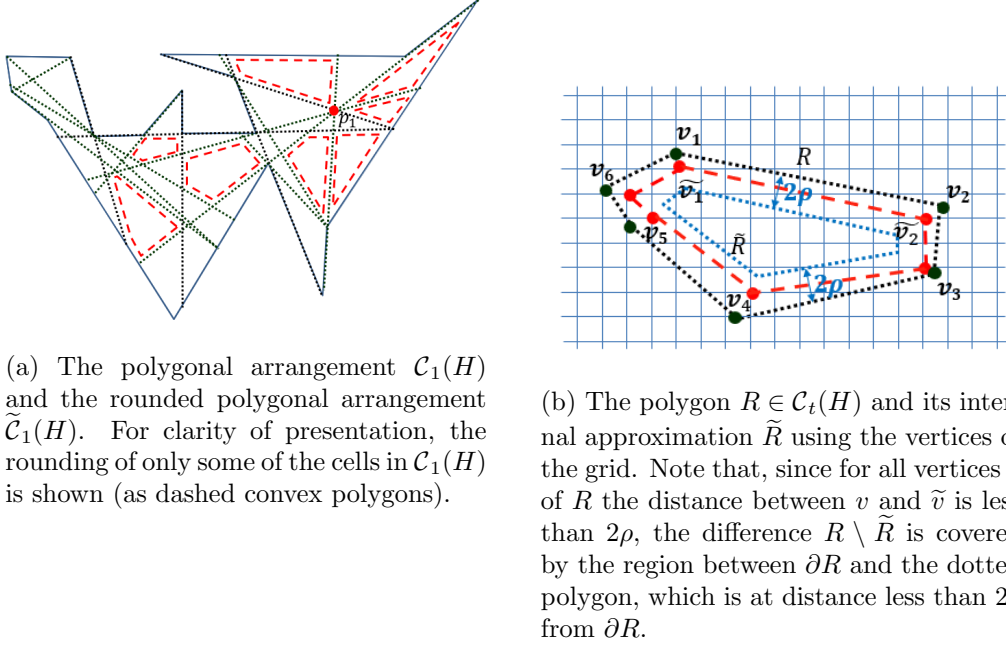 p₁
(a) The polygonal arrangement 𝒞₁(H)
and the rounded polygonal arrangement
𝒞̃₁(H). For clarity of presentation, the
rounding of only some of the cells in 𝒞₁(H)
is shown (as dashed convex polygons).
v₁
R
v₆
ṽ₁
2ρ
v₂
ṽ₂
v₅
R̃
2ρ
v₃
v₄
(b) The polygon R ∈ 𝒞ₜ(H) and its inter
nal approximation R̃ using the vertices o
the grid. Note that, since for all vertices
of R the distance between v and ṽ is les
than 2ρ, the difference R \ R̃ is covere
by the region between ∂R and the dotte
polygon, which is at distance less than 2
from ∂R.